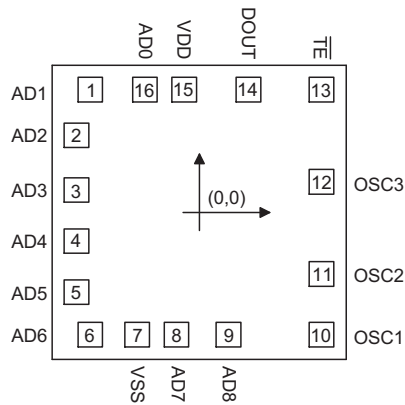 AD0 VDD DOUT TE
AD1 1 16 15 14 13
AD2 2
AD3 3 (0,0) 12 OSC3
AD4 4
AD5 5 11 OSC2
AD6 6 7 8 9 10 OSC1
VSS AD7 AD8